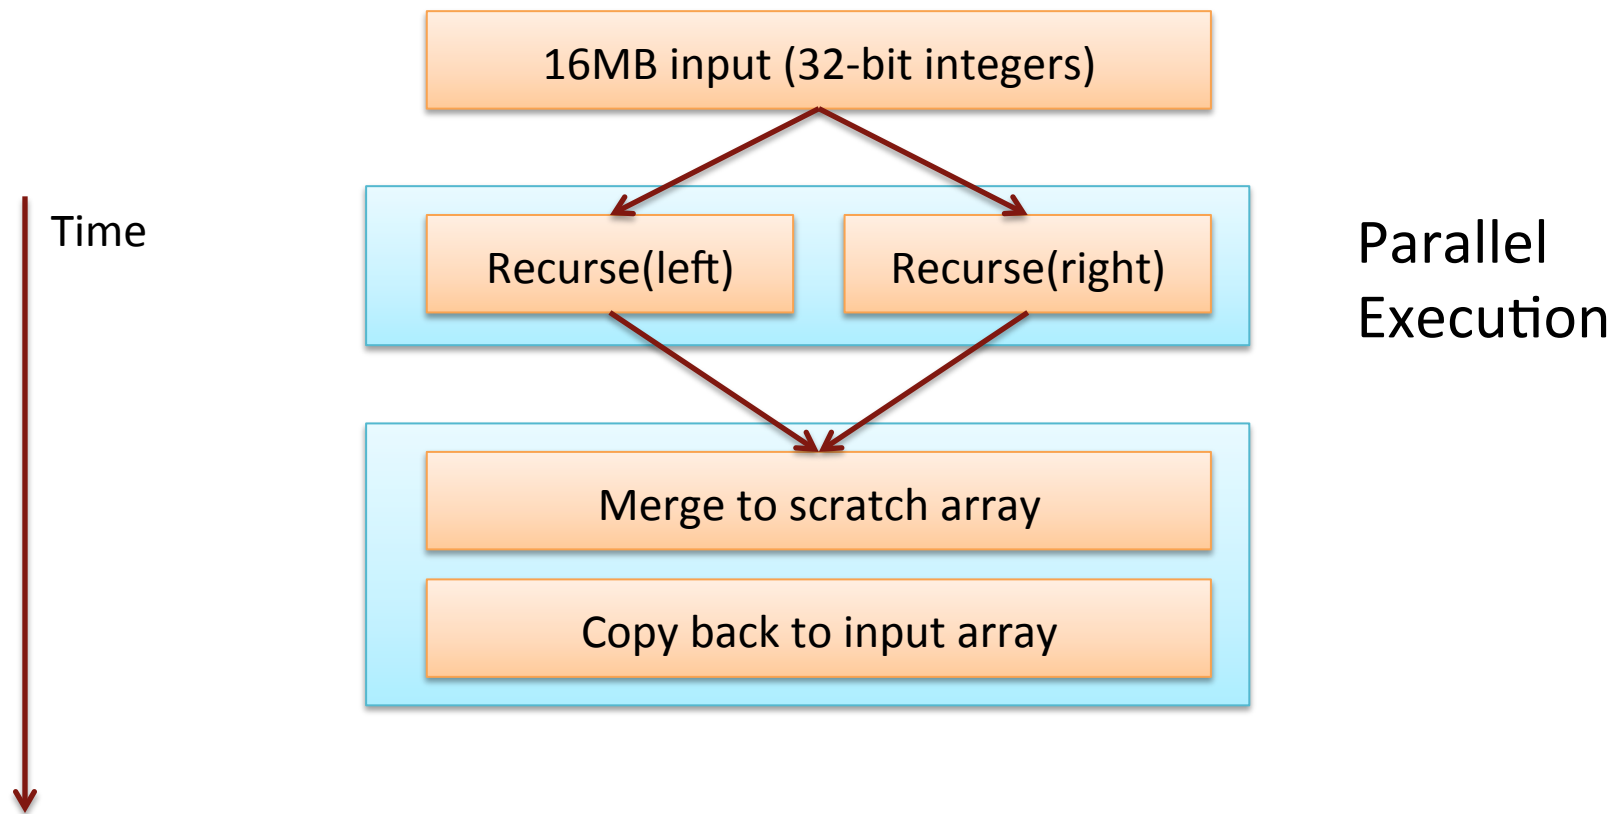 16MB input (32-bit integers)
Time
Recurse(left)
Recurse(right)
Parallel
Execution
Merge to scratch array
Copy back to input array